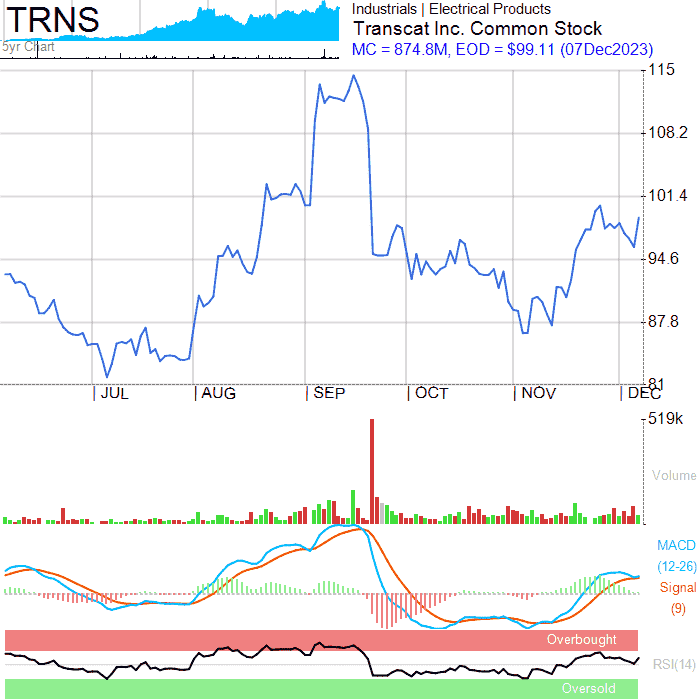 TRNS
5yr Chart
Industrials | Electrical Products
Transcat Inc. Common Stock
MC = 874.8M, EOD = $99.11 (07Dec2023)
115
108.2
101.4
94.6
87.8
81
JUL AUG SEP OCT NOV DEC
519k
Volume
MACD
(12-26)
Signal
(9)
Overbought
RSI(14)
Oversold